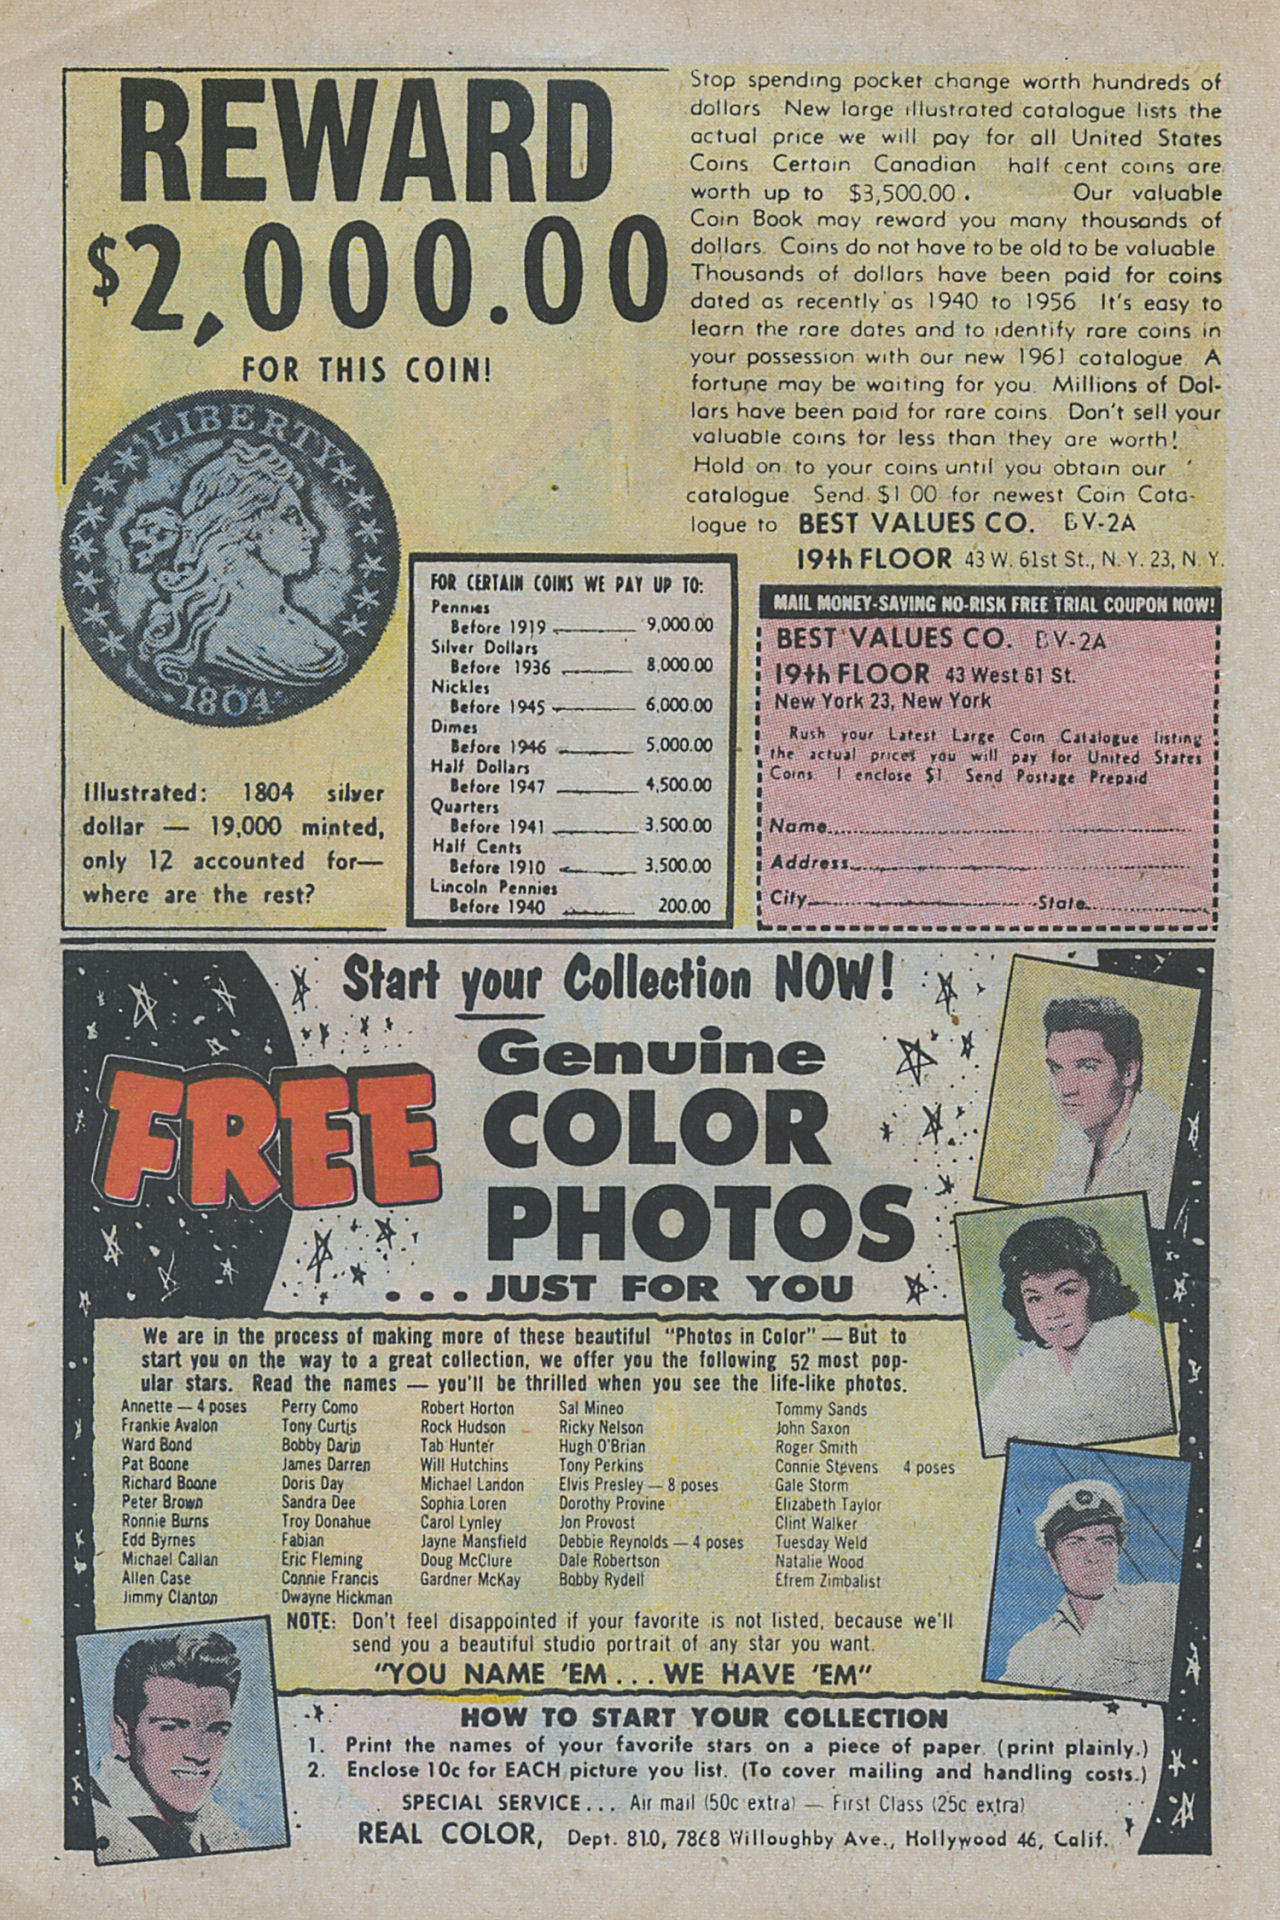 REWARD
$2,000.00
FOR THIS COIN!
LIBERTY
1804
Illustrated: 1804 silver
dollar — 19,000 minted,
only 12 accounted for—
where are the rest?
Stop spending pocket change worth hundreds of
dollars New large illustrated catalogue lists the
actual price we will pay for all United States
Coins. Certain Canadian half cent coins are
worth up to $3,500.00. Our valuable
Coin Book may reward you many thousands of
dollars. Coins do not have to be old to be valuable.
Thousands of dollars have been paid for coins
dated as recently as 1940 to 1956. It's easy to
learn the rare dates and to identify rare coins in
your possession with our new 1961 catalogue. A
fortune may be waiting for you. Millions of Dol-
lars have been paid for rare coins. Don't sell your
valuable coins for less than they are worth!
Hold on to your coins until you obtain our
catalogue. Send $1 00 for newest Coin Cata-
logue to BEST VALUES CO. DV-2A
19th FLOOR 43 W. 61st St., N. Y. 23, N. Y.
FOR CERTAIN COINS WE PAY UP TO:
Pennies
Before 1919 9,000.00
Silver Dollars
Before 1936 8,000.00
Nickles
Before 1945 6,000.00
Dimes
Before 1946 5,000.00
Half Dollars
Before 1947 4,500.00
Quarters
Before 1941 3,500.00
Half Cents
Before 1910 3,500.00
Lincoln Pennies
Before 1940 200.00
MAIL MONEY-SAVING NO-RISK FREE TRIAL COUPON NOW!
BEST VALUES CO. DV-2A
19th FLOOR 43 West 61 St.
New York 23, New York
Rush your Latest Large Coin Catalogue listing
the actual prices you will pay for United States
Coins. I enclose $1 Send Postage Prepaid
Name
Address
City State
Start your Collection NOW!
FREE
Genuine
COLOR
PHOTOS
...JUST FOR YOU
We are in the process of making more of these beautiful "Photos in Color" — But to
start you on the way to a great collection, we offer you the following 52 most pop-
ular stars. Read the names — you'll be thrilled when you see the life-like photos.
Annette — 4 poses
Frankie Avalon
Ward Bond
Pat Boone
Richard Boone
Peter Brown
Ronnie Burns
Edd Byrnes
Michael Callan
Allen Case
Jimmy Clanton
Perry Como
Tony Curtis
Bobby Darin
James Darren
Doris Day
Sandra Dee
Troy Donahue
Fabian
Eric Fleming
Connie Francis
Dwayne Hickman
Robert Horton
Rock Hudson
Tab Hunter
Will Hutchins
Michael Landon
Sophia Loren
Carol Lynley
Jayne Mansfield
Doug McClure
Gardner McKay
Sal Mineo
Ricky Nelson
Hugh O'Brian
Tony Perkins
Elvis Presley — 8 poses
Dorothy Provine
Jon Provost
Debbie Reynolds — 4 poses
Dale Robertson
Bobby Rydell
Tommy Sands
John Saxon
Roger Smith
Connie Stevens 4 poses
Gale Storm
Elizabeth Taylor
Clint Walker
Tuesday Weld
Natalie Wood
Efrem Zimbalist
NOTE: Don't feel disappointed if your favorite is not listed, because we'll
send you a beautiful studio portrait of any star you want.
"YOU NAME 'EM...WE HAVE 'EM"
HOW TO START YOUR COLLECTION
1. Print the names of your favorite stars on a piece of paper. (print plainly.)
2. Enclose 10c for EACH picture you list. (To cover mailing and handling costs.)
SPECIAL SERVICE... Air mail (50c extra) — First Class (25c extra)
REAL COLOR, Dept. 810, 7868 Willoughby Ave., Hollywood 46, Calif.